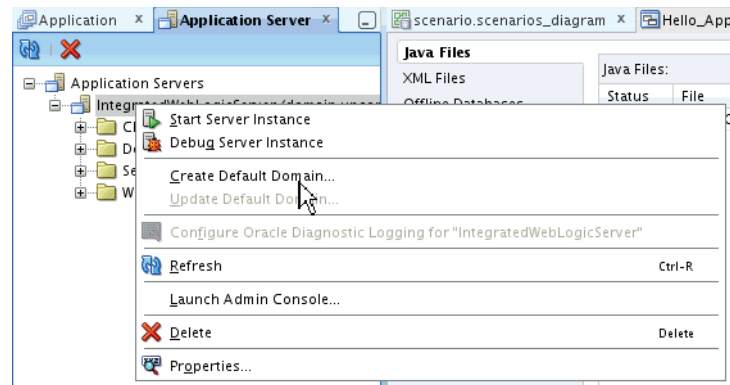 Application x Application Server x
scenario.scenarios_diagram x Hello_App
Java Files
XML Files
Java Files:
Status File
Application Servers
Start Server Instance
Debug Server Instance
Create Default Domain...
Update Default Domain...
Configure Oracle Diagnostic Logging for "IntegratedWebLogicServer"
Refresh Ctrl-R
Launch Admin Console...
Delete Delete
Properties...